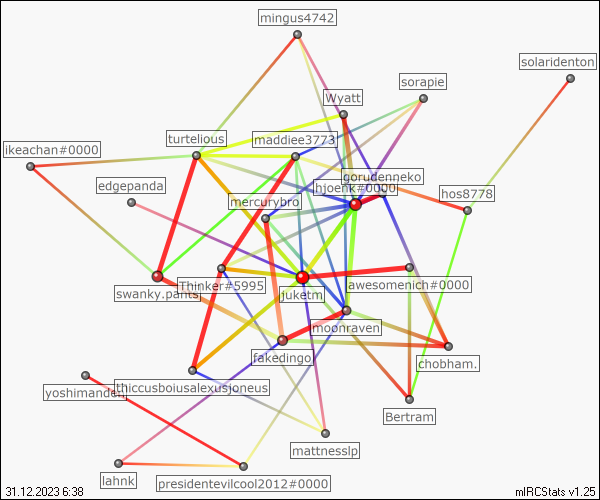 mingus4742
solaridenton
sorapie
Wyatt
turtelious
maddiee3773
ikeachan#0000
gorudenneko
edgepanda
hjoenk#0000
hos8778
mercurybro
swanky.pants
Thinker#5995
juketm
awesomenich#0000
moonraven
fakedingo
chobham.
yoshimanden
thiccusboiusalexusjoneus
Bertram
mattnesslp
lahnk
presidentevilcool2012#0000
31.12.2023 6:38
mIRCStats v1.25